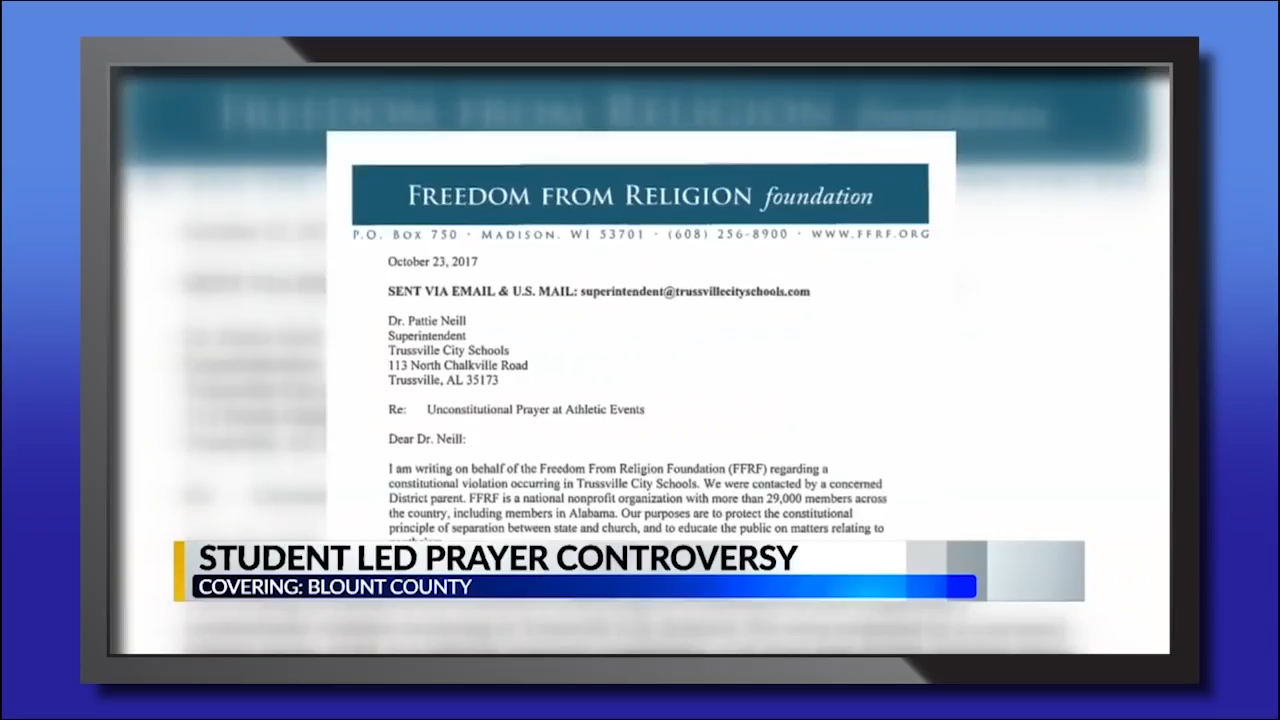 FREEDOM FROM RELIGION foundation
P.O. BOX 750 · MADISON, WI 53701 · (608) 256-8900 · WWW.FFRF.ORG
October 23, 2017
SENT VIA EMAIL & U.S. MAIL: superintendent@trussvillecityschools.com
Dr. Pattie Neill
Superintendent
Trussville City Schools
113 North Chalkville Road
Trussville, AL 35173
Re: Unconstitutional Prayer at Athletic Events
Dear Dr. Neill:
I am writing on behalf of the Freedom From Religion Foundation (FFRF) regarding a
constitutional violation occurring in Trussville City Schools. We were contacted by a concerned
District parent. FFRF is a national nonprofit organization with more than 29,000 members across
the country, including members in Alabama. Our purposes are to protect the constitutional
principle of separation between state and church, and to educate the public on matters relating to
STUDENT LED PRAYER CONTROVERSY
COVERING: BLOUNT COUNTY